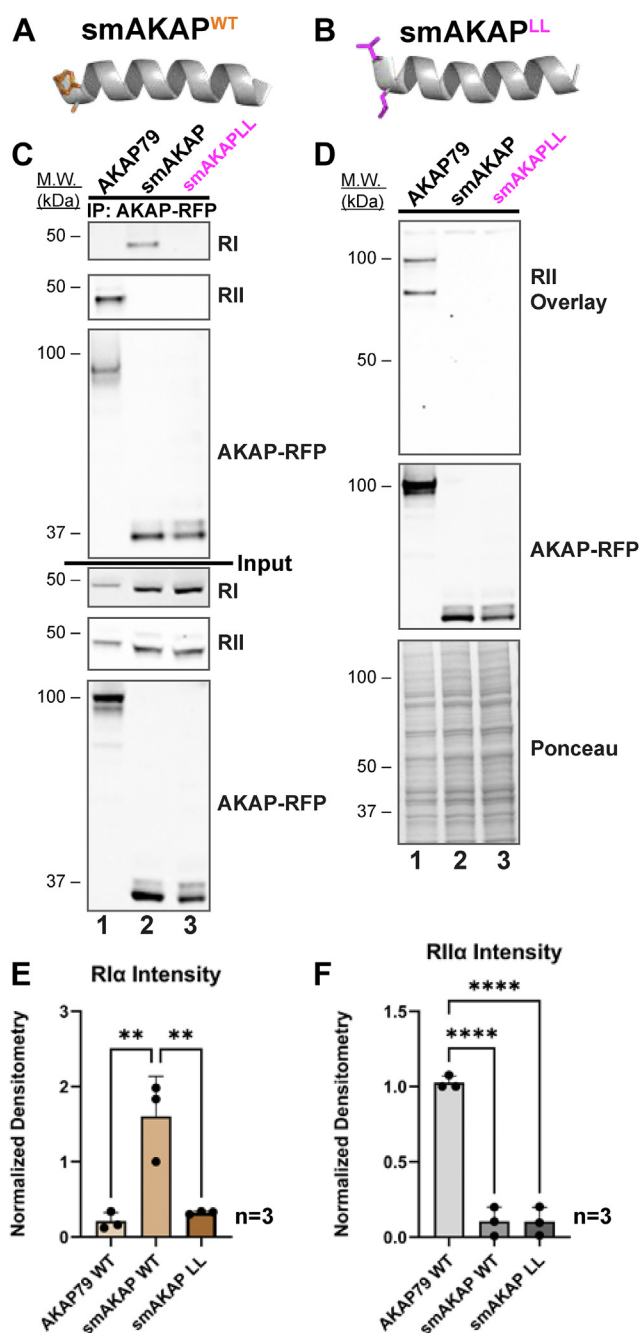 A
smAKAPWT
B
smAKAPLL
C
M.W.
(kDa)
AKAP79
smAKAP
smAKAPLL
IP: AKAP-RFP
50
RI
50
RII
100
AKAP-RFP
37
Input
50
RI
50
RII
100
AKAP-RFP
37
1 2 3
D
M.W.
(kDa)
AKAP79
smAKAP
smAKAPLL
100
RII
Overlay
50
100
AKAP-RFP
100
Ponceau
50
37
1 2 3
E
RIα Intensity
Normalized Densitometry
3
2
1
0
** **
n=3
AKAP79 WT
smAKAP WT
smAKAP LL
F
RIIα Intensity
Normalized Densitometry
1.5
1.0
0.5
0.0
****
****
n=3
AKAP79 WT
smAKAP WT
smAKAP LL